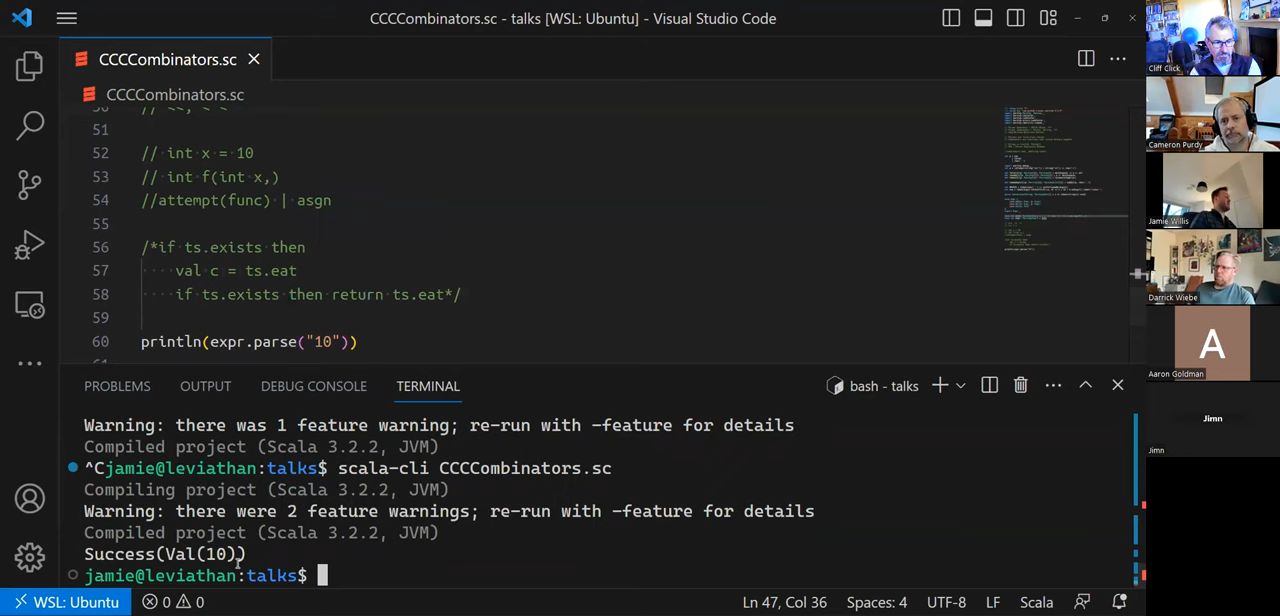 CCCCombinators.sc - talks [WSL: Ubuntu] - Visual Studio Code
CCCCombinators.sc
CCCCombinators.sc
51
52 // int x = 10
53 // int f(int x,)
54 //attempt(func) | asgn
55
56 /*if ts.exists then
57 val c = ts.eat
58 if ts.exists then return ts.eat*/
59
60 println(expr.parse("10"))
PROBLEMS OUTPUT DEBUG CONSOLE TERMINAL bash - talks
Warning: there was 1 feature warning; re-run with -feature for details
Compiled project (Scala 3.2.2, JVM)
^Cjamie@leviathan:talks$ scala-cli CCCCombinators.sc
Compiling project (Scala 3.2.2, JVM)
Warning: there were 2 feature warnings; re-run with -feature for details
Compiled project (Scala 3.2.2, JVM)
Success(Val(10))
jamie@leviathan:talks$
WSL: Ubuntu 0 0 Ln 47, Col 36 Spaces: 4 UTF-8 LF Scala
Cliff Click
Cameron Purdy
Jamie Willis
Darrick Wiebe
A
Aaron Goldman
Jimn
Jimn